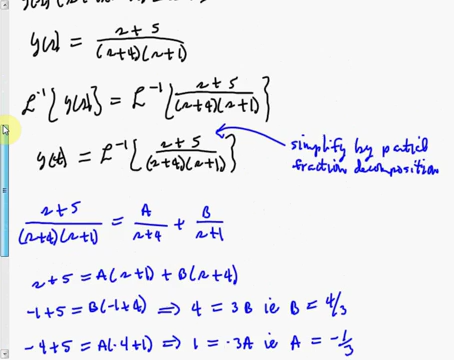 y(s) = s+5 / (s+4)(s+1)
L⁻¹{y(s)} = L⁻¹{ s+5 / (s+4)(s+1) }
y(t) = L⁻¹{ s+5 / (s+4)(s+1) }
simplify by partial
fraction decomposition
s+5 / (s+4)(s+1) = A / s+4 + B / s+1
s+5 = A(s+1) + B(s+4)
-1+5 = B(-1+4) ⟹ 4 = 3B ie B = 4/3
-4+5 = A(-4+1) ⟹ 1 = -3A ie A = -1/3